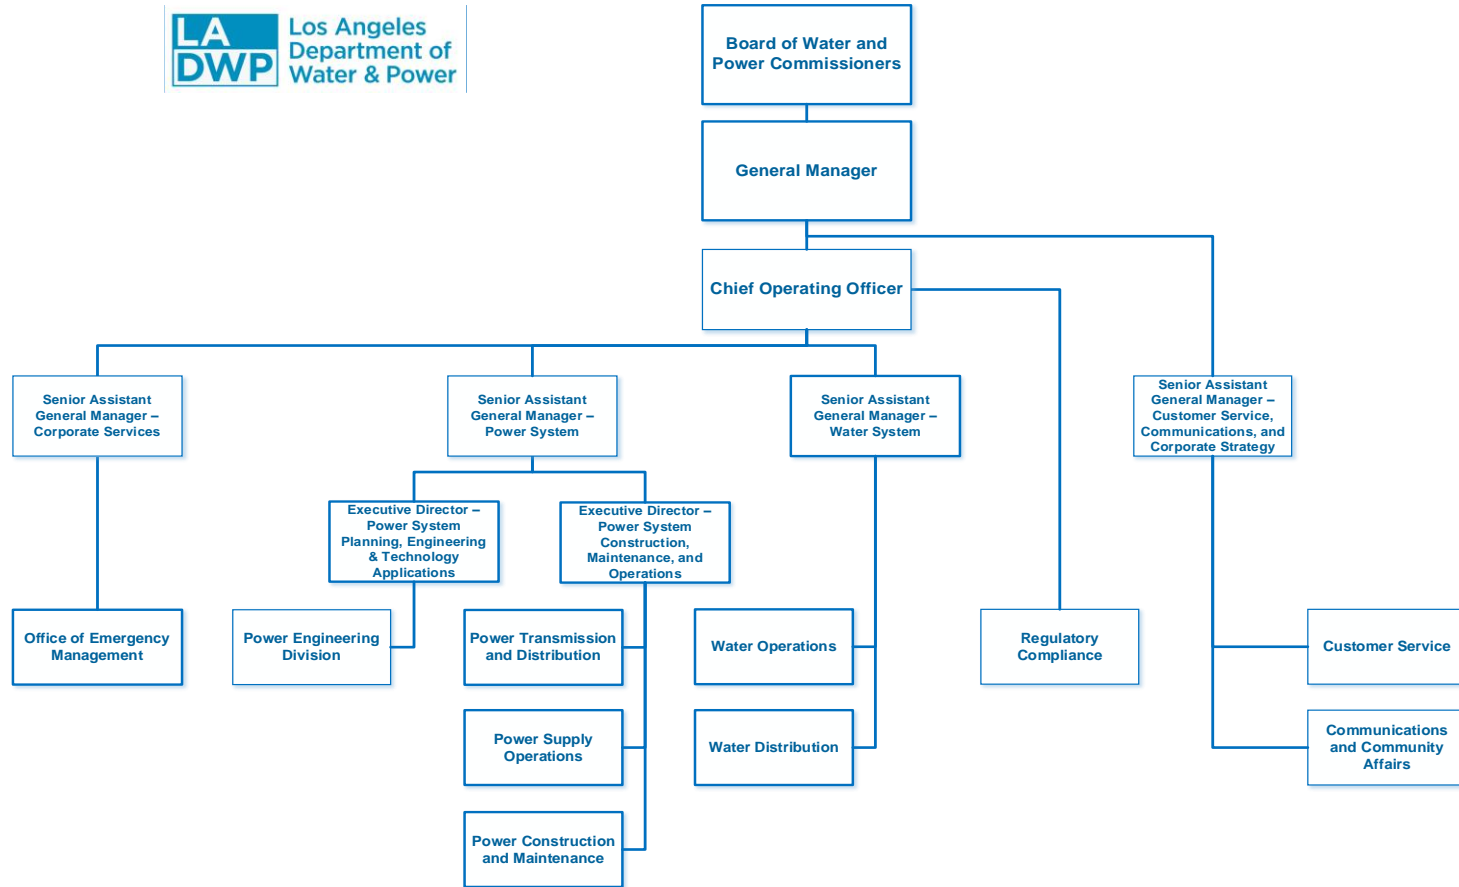 LA
DWP
Los Angeles
Department of
Water & Power
Board of Water and
Power Commissioners
General Manager
Chief Operating Officer
Senior Assistant
General Manager –
Corporate Services
Senior Assistant
General Manager –
Power System
Senior Assistant
General Manager –
Water System
Senior Assistant
General Manager –
Customer Service,
Communications, and
Corporate Strategy
Executive Director –
Power System
Planning, Engineering
& Technology
Applications
Executive Director –
Power System
Construction,
Maintenance, and
Operations
Office of Emergency
Management
Power Engineering
Division
Power Transmission
and Distribution
Water Operations
Regulatory
Compliance
Customer Service
Power Supply
Operations
Water Distribution
Communications
and Community
Affairs
Power Construction
and Maintenance